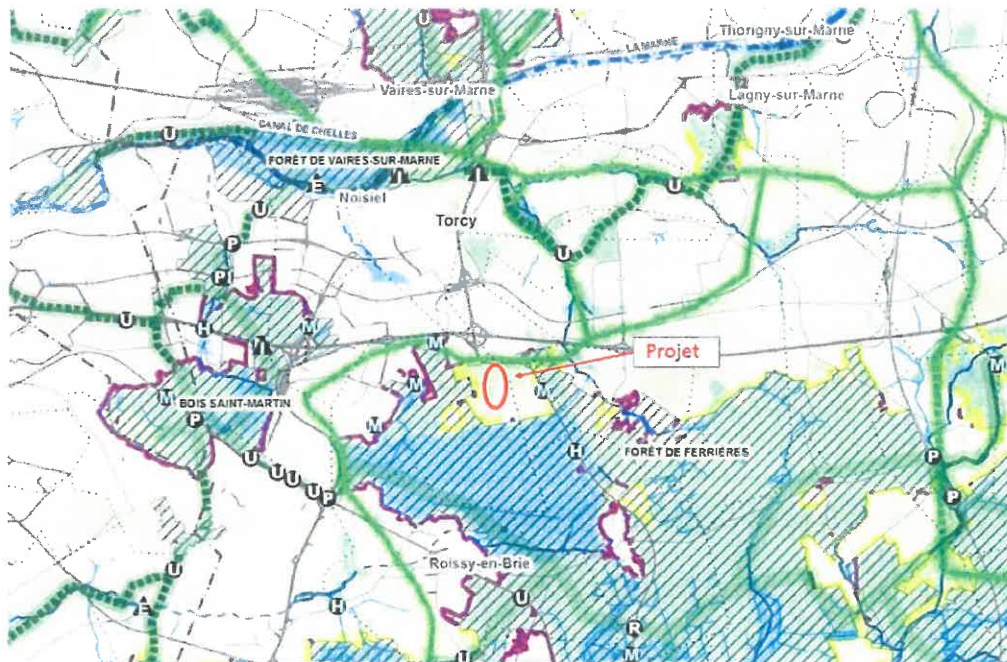 U
Thorigny-sur-Marne
U
LA MARNE
Vaires-sur-Marne
Lagny-sur-Marne
CANAL DE CHELLES
U
FORÊT DE VAIRES-SUR-MARNE
E
Noisiel
U
U
Torcy
P
U
PI
U
H
M
M
Projet
M
M
M
M
BOIS SAINT-MARTIN
P
M
H
FORÊT DE FERRIÈRES
U
U
U
U
P
P
P
Roissy-en-Brie
U
E
H
U
R
M
U